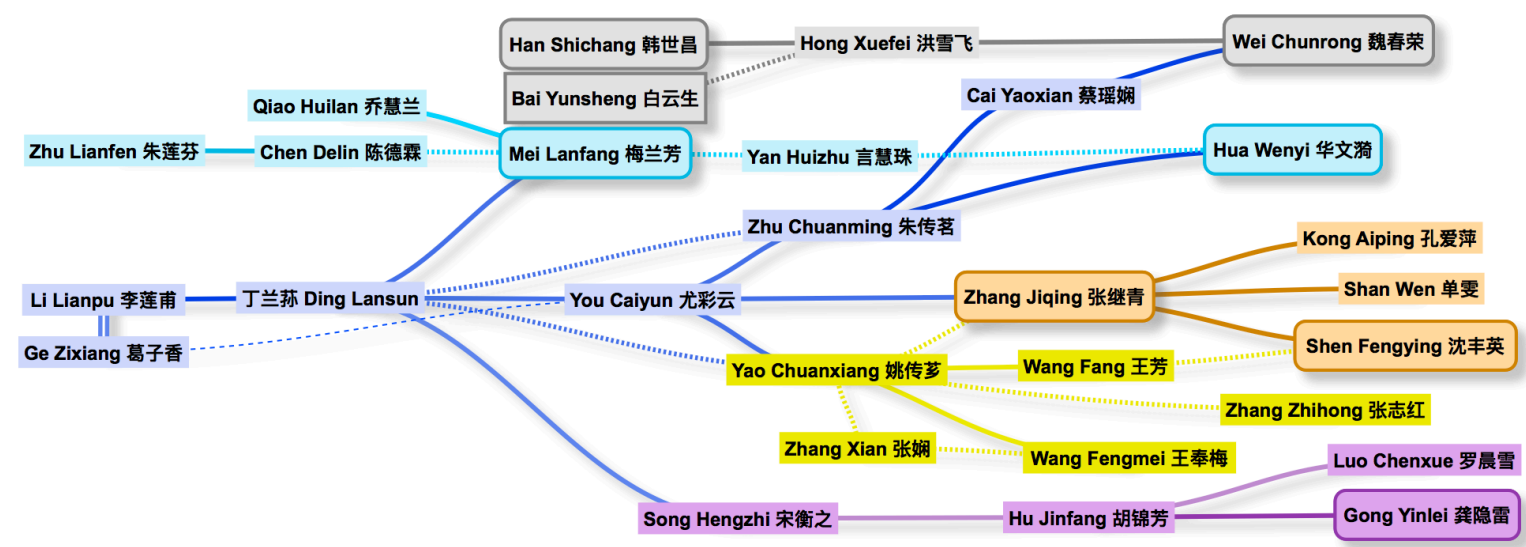 Han Shichang 韩世昌
Hong Xuefei 洪雪飞
Wei Chunrong 魏春荣
Bai Yunsheng 白云生
Cai Yaoxian 蔡瑶娴
Qiao Huilan 乔慧兰
Zhu Lianfen 朱莲芬
Chen Delin 陈德霖
Mei Lanfang 梅兰芳
Yan Huizhu 言慧珠
Hua Wenyi 华文漪
Zhu Chuanming 朱传茗
Kong Aiping 孔爱萍
Li Lianpu 李莲甫
丁兰荪 Ding Lansun
You Caiyun 尤彩云
Zhang Jiqing 张继青
Shan Wen 单雯
Ge Zixiang 葛子香
Shen Fengying 沈丰英
Yao Chuanxiang 姚传芗
Wang Fang 王芳
Zhang Zhihong 张志红
Zhang Xian 张娴
Wang Fengmei 王奉梅
Luo Chenxue 罗晨雪
Song Hengzhi 宋衡之
Hu Jinfang 胡锦芳
Gong Yinlei 龚隐雷